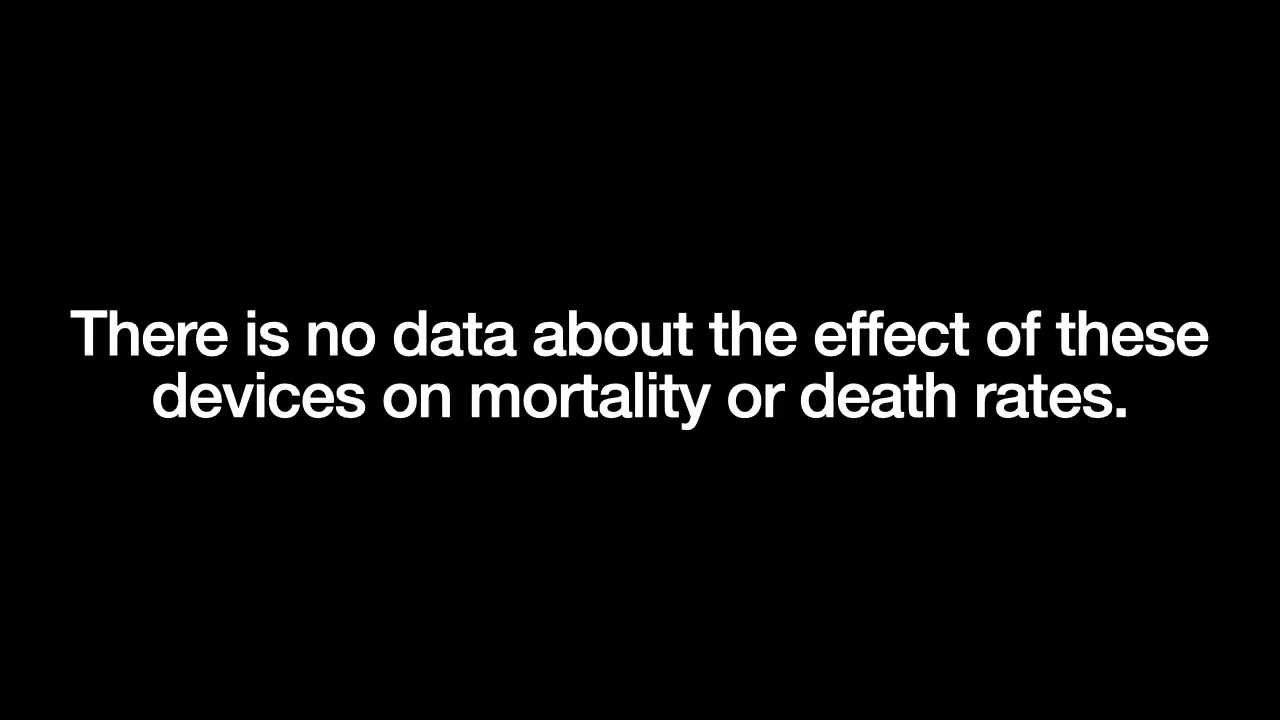 There is no data about the effect of these
devices on mortality or death rates.